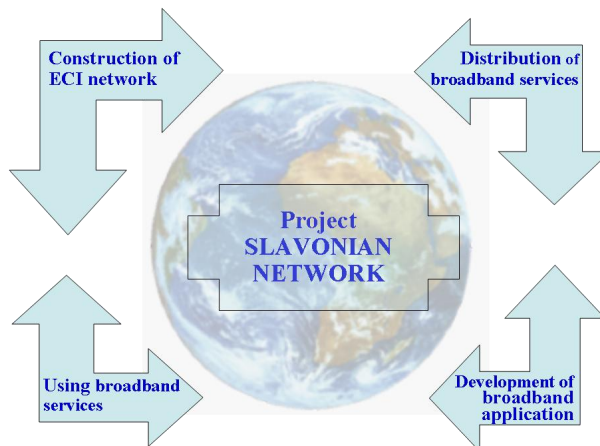 Construction of
ECI network
Distribution of
broadband services
Project
SLAVONIAN
NETWORK
Using broadband
services
Development of
broadband
application